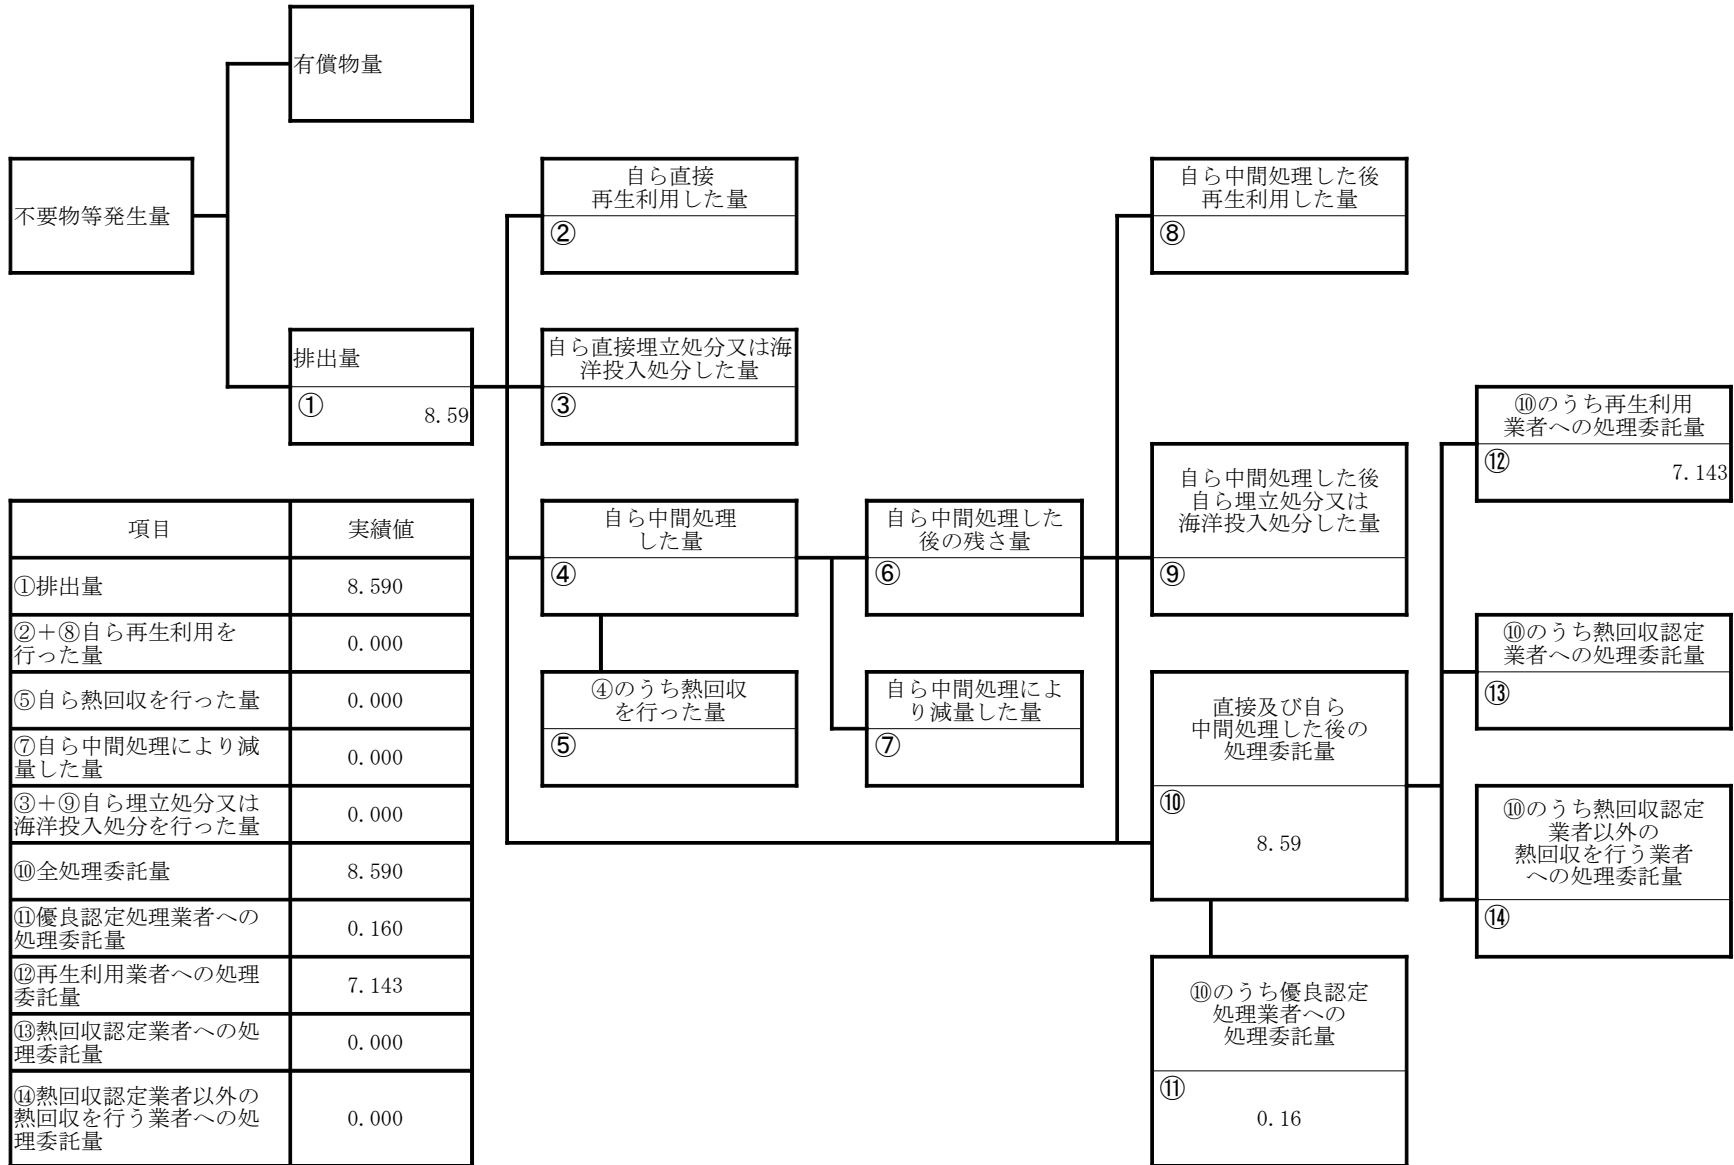 有償物量
不要物等発生量
自ら直接
再生利用した量
②
自ら中間処理した後
再生利用した量
⑧
排出量
①
8.59
自ら直接埋立処分又は海
洋投入処分した量
③
自ら中間処理
した量
④
自ら中間処理した
後の残さ量
⑥
自ら中間処理した後
自ら埋立処分又は
海洋投入処分した量
⑨
⑩のうち再生利用
業者への処理委託量
⑫
7.143
④のうち熱回収
を行った量
⑤
自ら中間処理によ
り減量した量
⑦
直接及び自ら
中間処理した後の
処理委託量
⑩
8.59
⑩のうち熱回収認定
業者への処理委託量
⑬
⑩のうち熱回収認定
業者以外の
熱回収を行う業者
への処理委託量
⑭
⑩のうち優良認定
処理業者への
処理委託量
⑪
0.16
項目 実績値
①排出量 8.590
②＋⑧自ら再生利用を
行った量 0.000
⑤自ら熱回収を行った量 0.000
⑦自ら中間処理により減
量した量 0.000
③＋⑨自ら埋立処分又は
海洋投入処分を行った量 0.000
⑩全処理委託量 8.590
⑪優良認定処理業者への
処理委託量 0.160
⑫再生利用業者への処理
委託量 7.143
⑬熱回収認定業者への処
理委託量 0.000
⑭熱回収認定業者以外の
熱回収を行う業者への処
理委託量 0.000